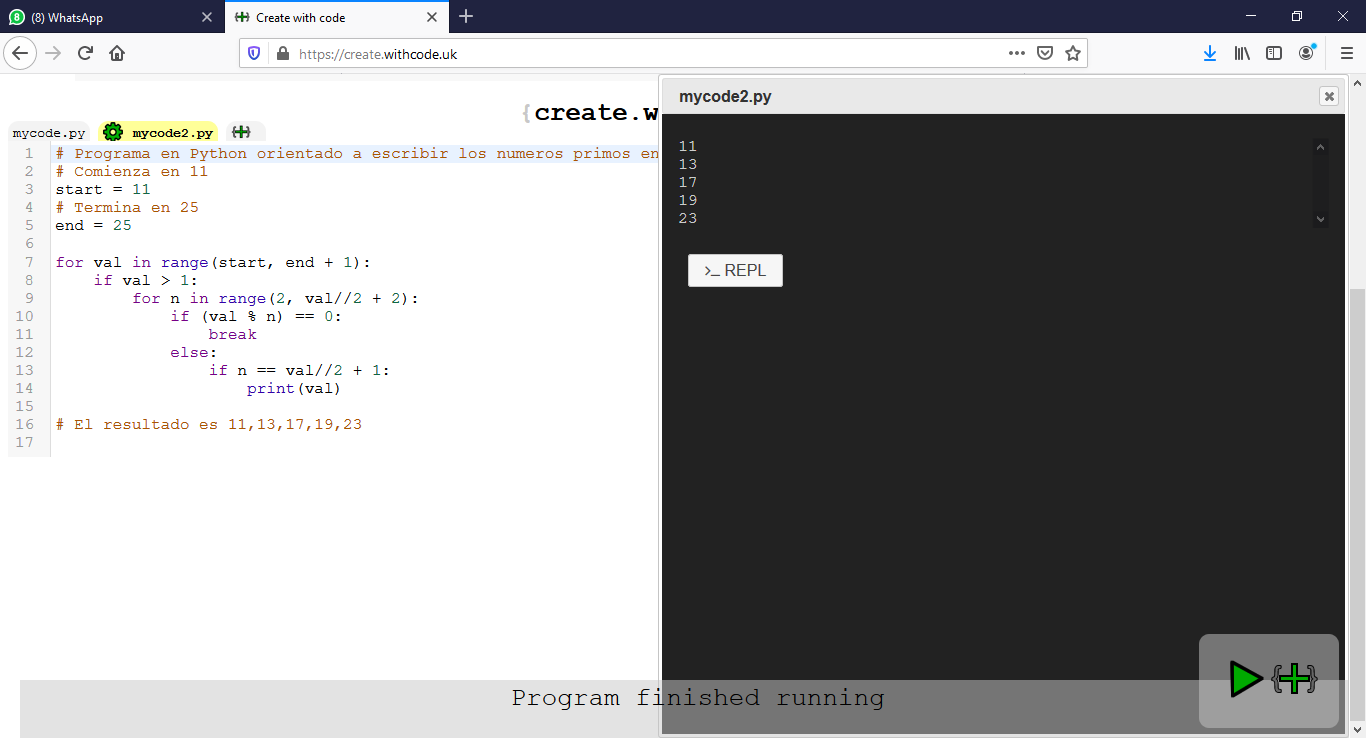 (8) WhatsApp
Create with code
https://create.withcode.uk
{create.w
mycode.py
mycode2.py
1 # Programa en Python orientado a escribir los numeros primos en
2 # Comienza en 11
3 start = 11
4 # Termina en 25
5 end = 25
6
7 for val in range(start, end + 1):
8     if val > 1:
9         for n in range(2, val//2 + 2):
10             if (val % n) == 0:
11                 break
12             else:
13                 if n == val//2 + 1:
14                     print(val)
15
16 # El resultado es 11,13,17,19,23
17
mycode2.py
11
13
17
19
23
>_ REPL
Program finished running